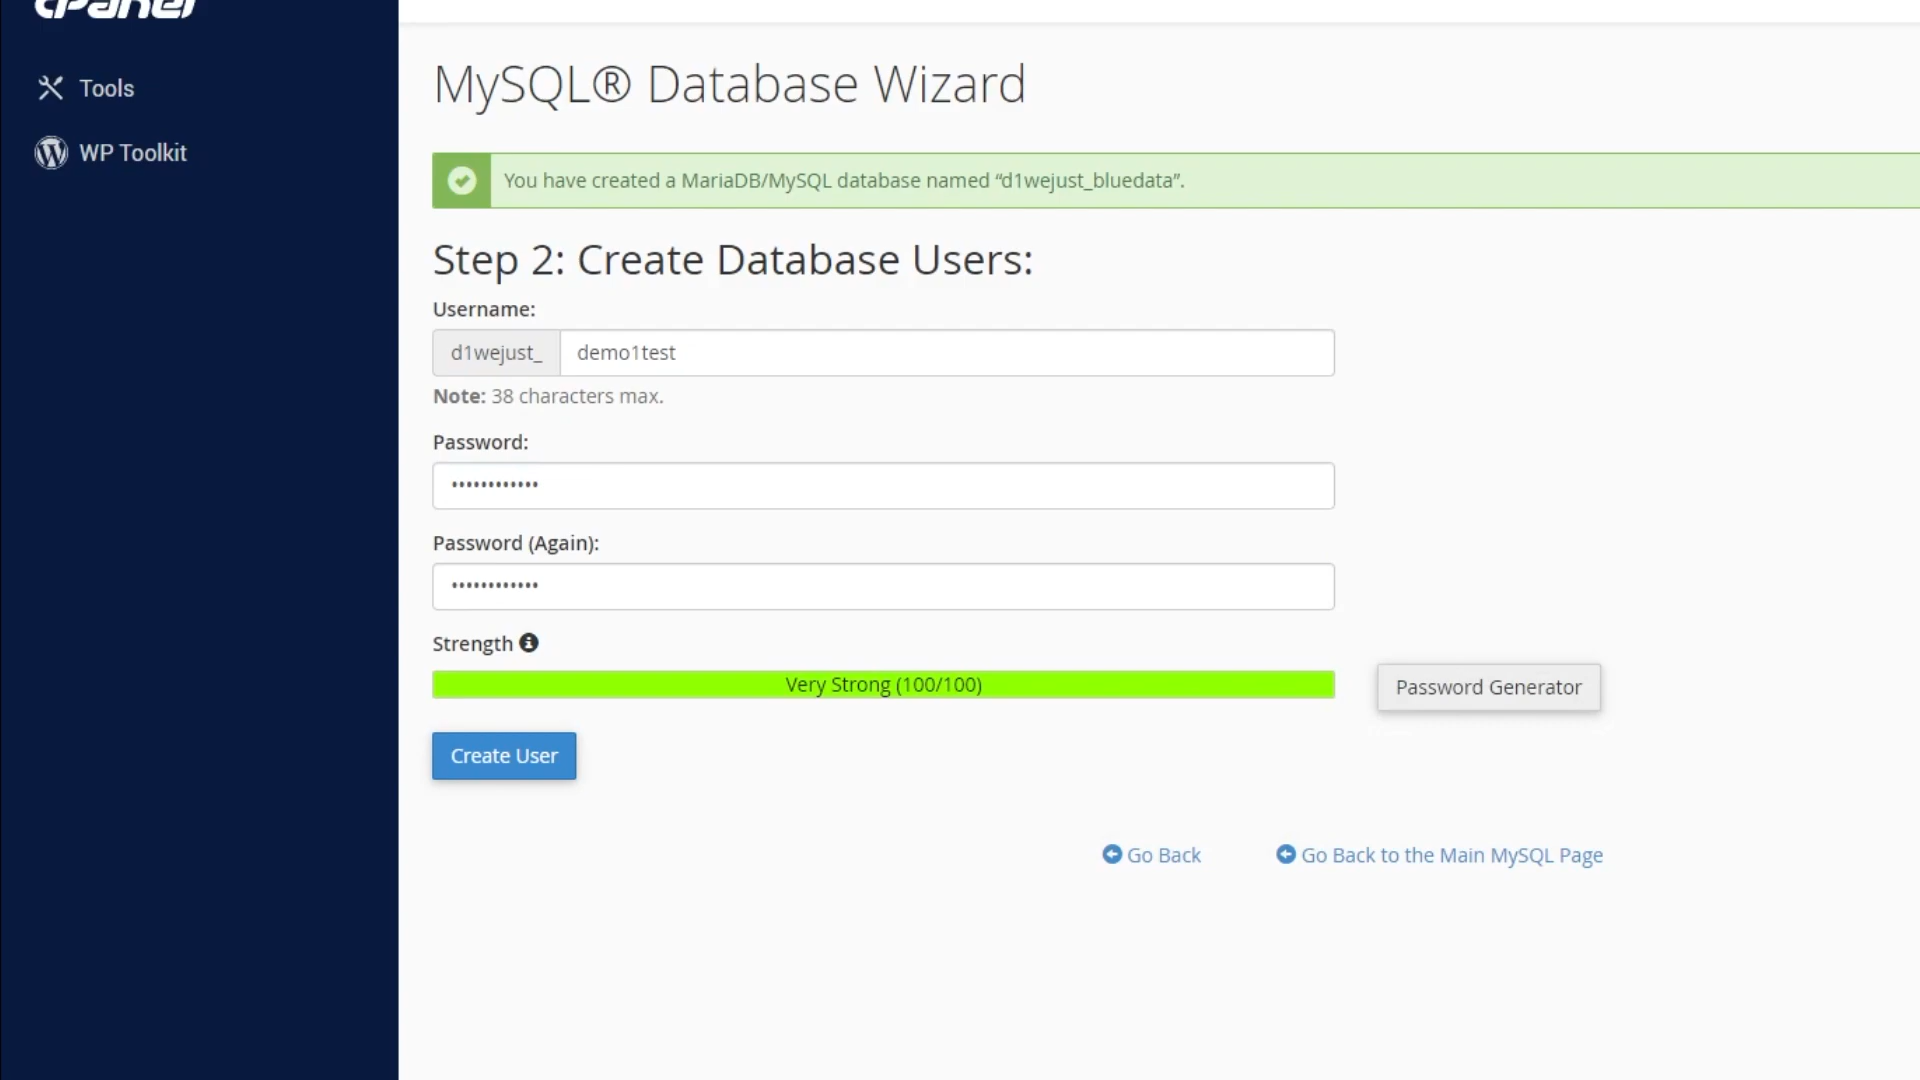 cPanel
Tools
WP Toolkit
MySQL® Database Wizard
You have created a MariaDB/MySQL database named “d1wejust_bluedata”.
Step 2: Create Database Users:
Username:
d1wejust_ demo1test
Note: 38 characters max.
Password:
••••••••••••
Password (Again):
••••••••••••
Strength
Very Strong (100/100)
Password Generator
Create User
Go Back Go Back to the Main MySQL Page